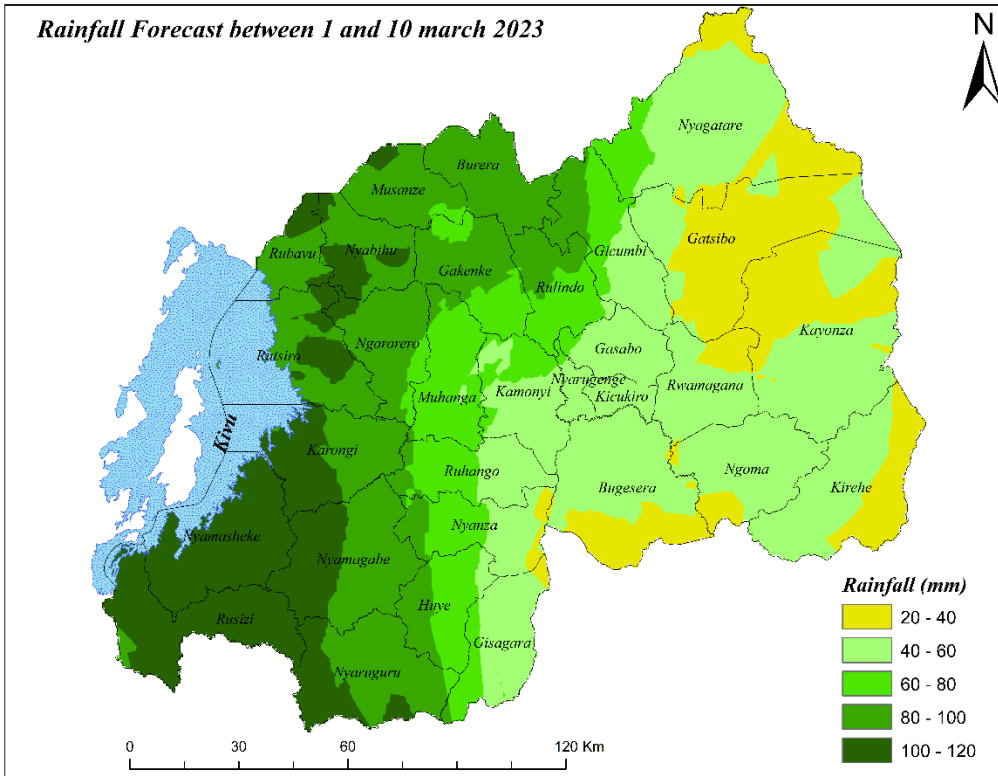 Rainfall Forecast between 1 and 10 march 2023
N
Nyagatare
Burera
Musanze
Gatsibo
Rubavu
Nyabihu
Gicumbi
Gakenke
Rulindo
Kayonza
Rutsiro
Ngororero
Gasabo
Nyarugenge
Rwamagana
Muhanga
Kamonyi
Kicukiro
Kivu
Karongi
Ruhango
Ngoma
Bugesera
Kirehe
Nyamasheke
Nyanza
Nyamagabe
Huye
Rusizi
Gisagara
Nyaruguru
Rainfall (mm)
20 - 40
40 - 60
60 - 80
80 - 100
100 - 120
0 30 60 120 Km